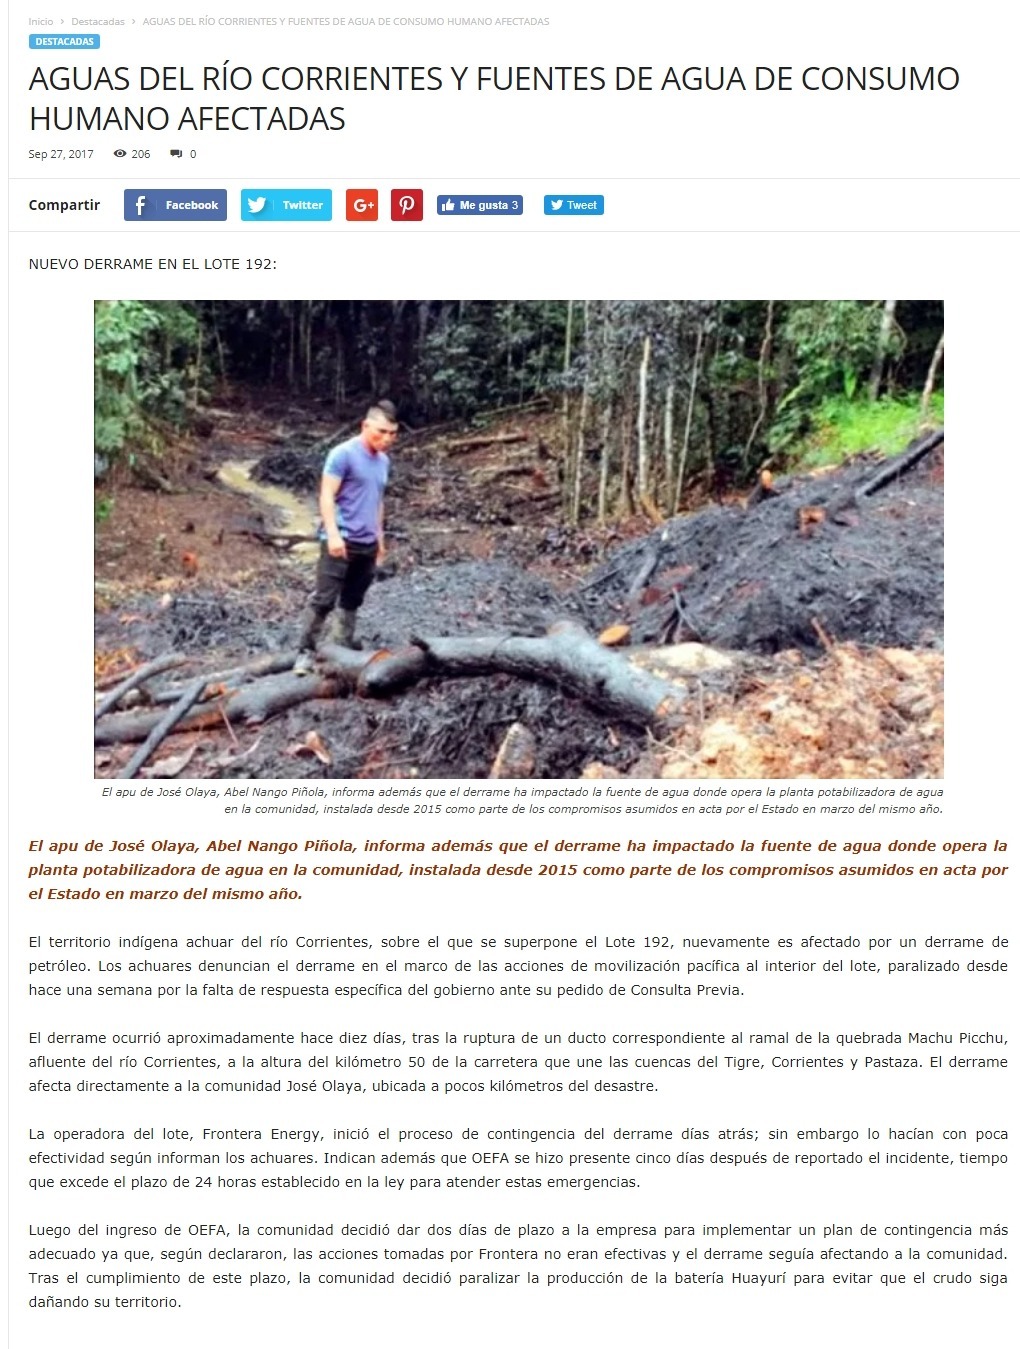 Inicio › Destacadas › AGUAS DEL RÍO CORRIENTES Y FUENTES DE AGUA DE CONSUMO HUMANO AFECTADAS
DESTACADAS
AGUAS DEL RÍO CORRIENTES Y FUENTES DE AGUA DE CONSUMO
HUMANO AFECTADAS
Sep 27, 2017 206 0
Compartir Facebook Twitter G+ Me gusta 3 Tweet
NUEVO DERRAME EN EL LOTE 192:
El apu de José Olaya, Abel Nango Piñola, informa además que el derrame ha impactado la fuente de agua donde opera la planta potabilizadora de agua
en la comunidad, instalada desde 2015 como parte de los compromisos asumidos en acta por el Estado en marzo del mismo año.
El apu de José Olaya, Abel Nango Piñola, informa además que el derrame ha impactado la fuente de agua donde opera la
planta potabilizadora de agua en la comunidad, instalada desde 2015 como parte de los compromisos asumidos en acta por
el Estado en marzo del mismo año.
El territorio indígena achuar del río Corrientes, sobre el que se superpone el Lote 192, nuevamente es afectado por un derrame de
petróleo. Los achuares denuncian el derrame en el marco de las acciones de movilización pacífica al interior del lote, paralizado desde
hace una semana por la falta de respuesta específica del gobierno ante su pedido de Consulta Previa.
El derrame ocurrió aproximadamente hace diez días, tras la ruptura de un ducto correspondiente al ramal de la quebrada Machu Picchu,
afluente del río Corrientes, a la altura del kilómetro 50 de la carretera que une las cuencas del Tigre, Corrientes y Pastaza. El derrame
afecta directamente a la comunidad José Olaya, ubicada a pocos kilómetros del desastre.
La operadora del lote, Frontera Energy, inició el proceso de contingencia del derrame días atrás; sin embargo lo hacían con poca
efectividad según informan los achuares. Indican además que OEFA se hizo presente cinco días después de reportado el incidente, tiempo
que excede el plazo de 24 horas establecido en la ley para atender estas emergencias.
Luego del ingreso de OEFA, la comunidad decidió dar dos días de plazo a la empresa para implementar un plan de contingencia más
adecuado ya que, según declararon, las acciones tomadas por Frontera no eran efectivas y el derrame seguía afectando a la comunidad.
Tras el cumplimiento de este plazo, la comunidad decidió paralizar la producción de la batería Huayurí para evitar que el crudo siga
dañando su territorio.